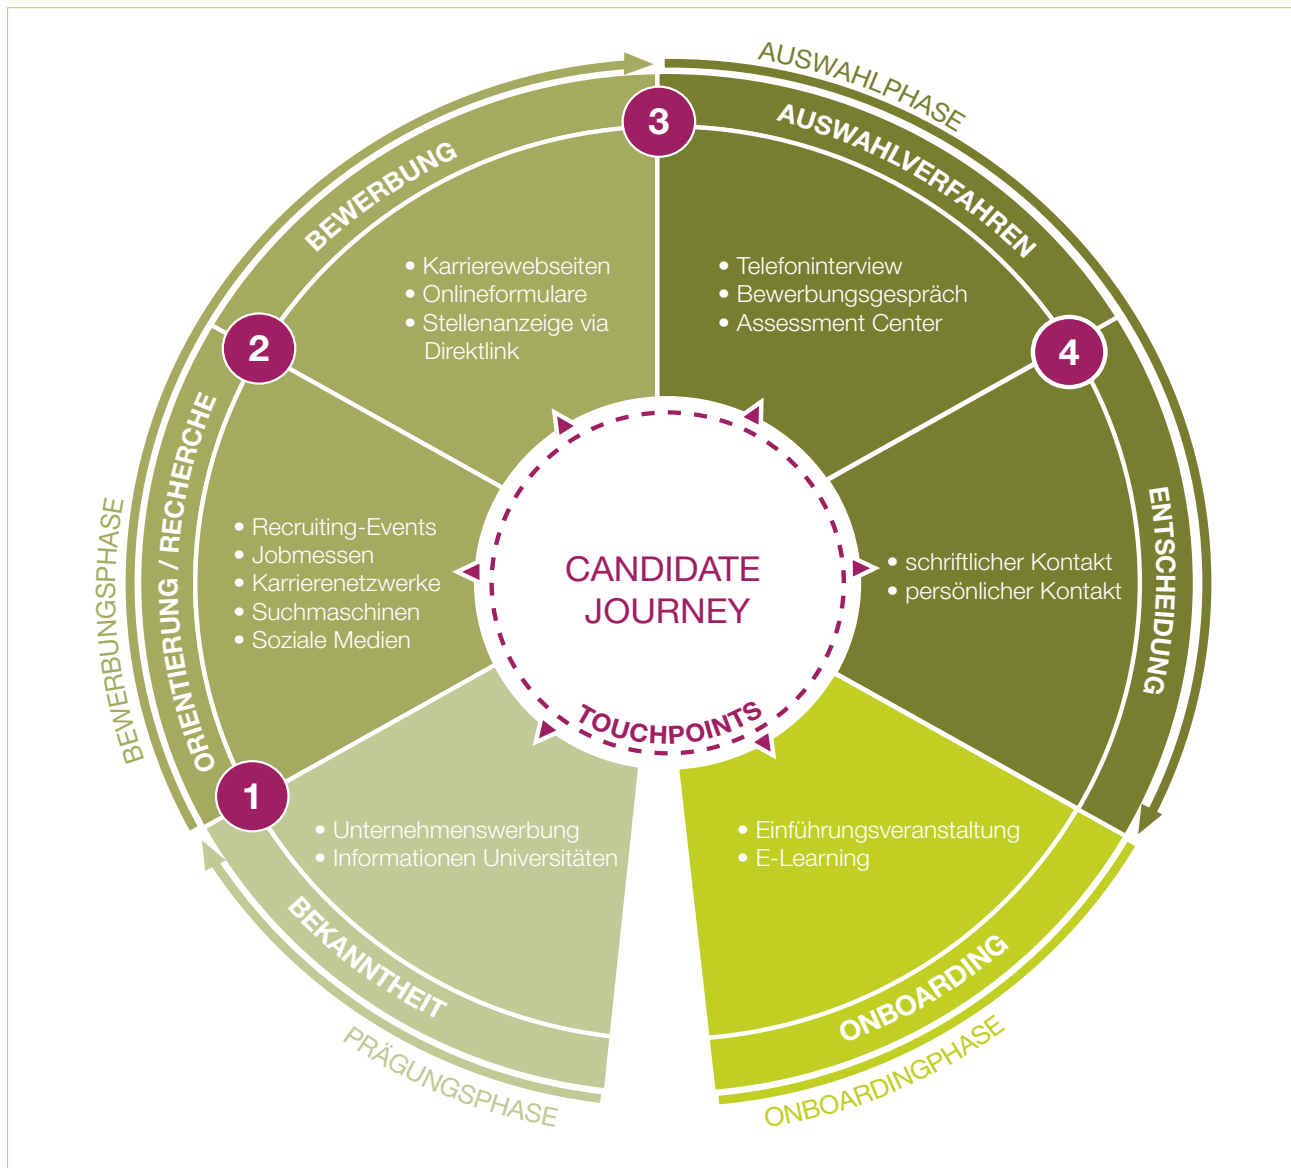 PRÄGUNGSPHASE
BEKANNTHEIT
• Unternehmenswerbung
• Informationen Universitäten
1
BEWERBUNGSPHASE
ORIENTIERUNG / RECHERCHE
• Recruiting-Events
• Jobmessen
• Karrierenetzwerke
• Suchmaschinen
• Soziale Medien
2
BEWERBUNG
• Karrierewebseiten
• Onlineformulare
• Stellenanzeige via
Direktlink
3
AUSWAHLPHASE
AUSWAHLVERFAHREN
• Telefoninterview
• Bewerbungsgespräch
• Assessment Center
4
ENTSCHEIDUNG
• schriftlicher Kontakt
• persönlicher Kontakt
ONBOARDINGPHASE
ONBOARDING
• Einführungsveranstaltung
• E-Learning
CANDIDATE
JOURNEY
TOUCHPOINTS